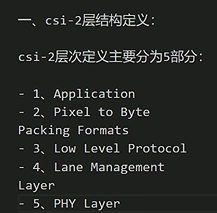 一、csi-2层结构定义：
csi-2层次定义主要分为5部分：
- 1、Application
- 2、Pixel to Byte
Packing Formats
- 3、Low Level Protocol
- 4、Lane Management
Layer
- 5、PHY Layer